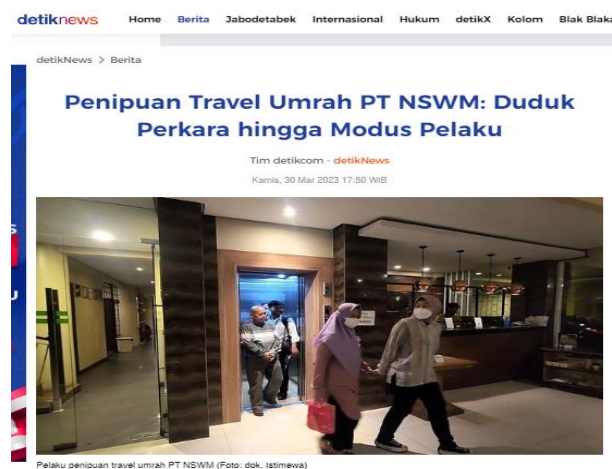 detiknews Home Berita Jabodetabek Internasional Hukum detikX Kolom Blak Blaka
detikNews > Berita
Penipuan Travel Umrah PT NSWM: Duduk
Perkara hingga Modus Pelaku
Tim detikcom - detikNews
Kamis, 30 Mar 2023 17:50 WIB
Pelaku penipuan travel umrah PT NSWM (Foto: dok. Istimewa)